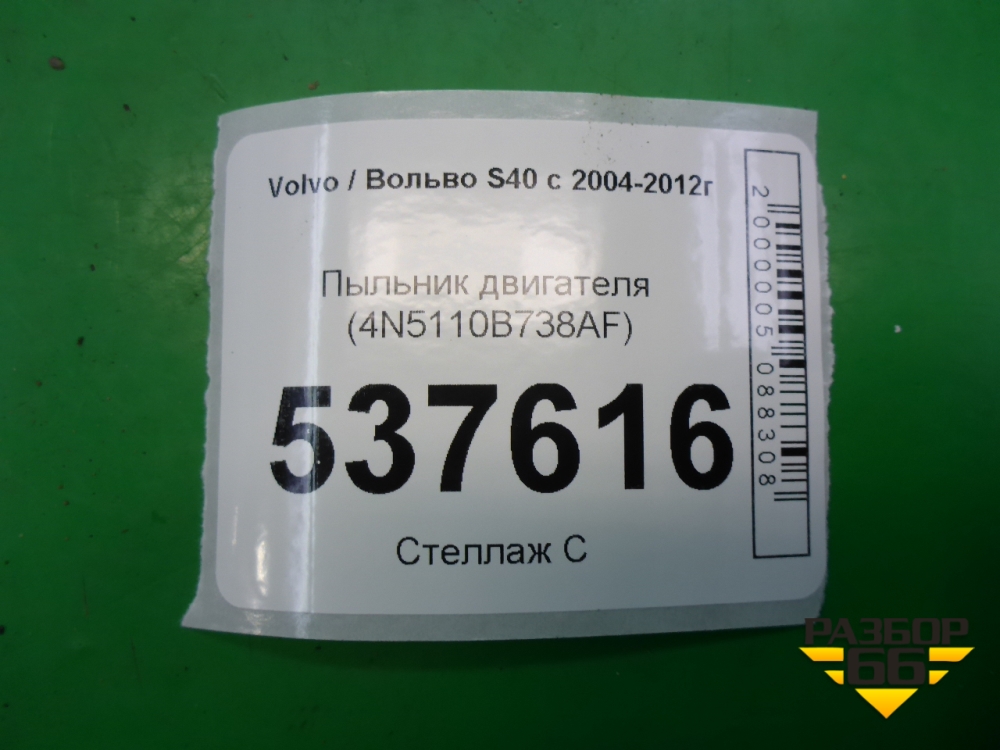 Volvo / Вольво S40 с 2004-2012г
Пыльник двигателя
(4N5110B738AF)
537616
Стеллаж С
2000005088308
РАЗБОР
66